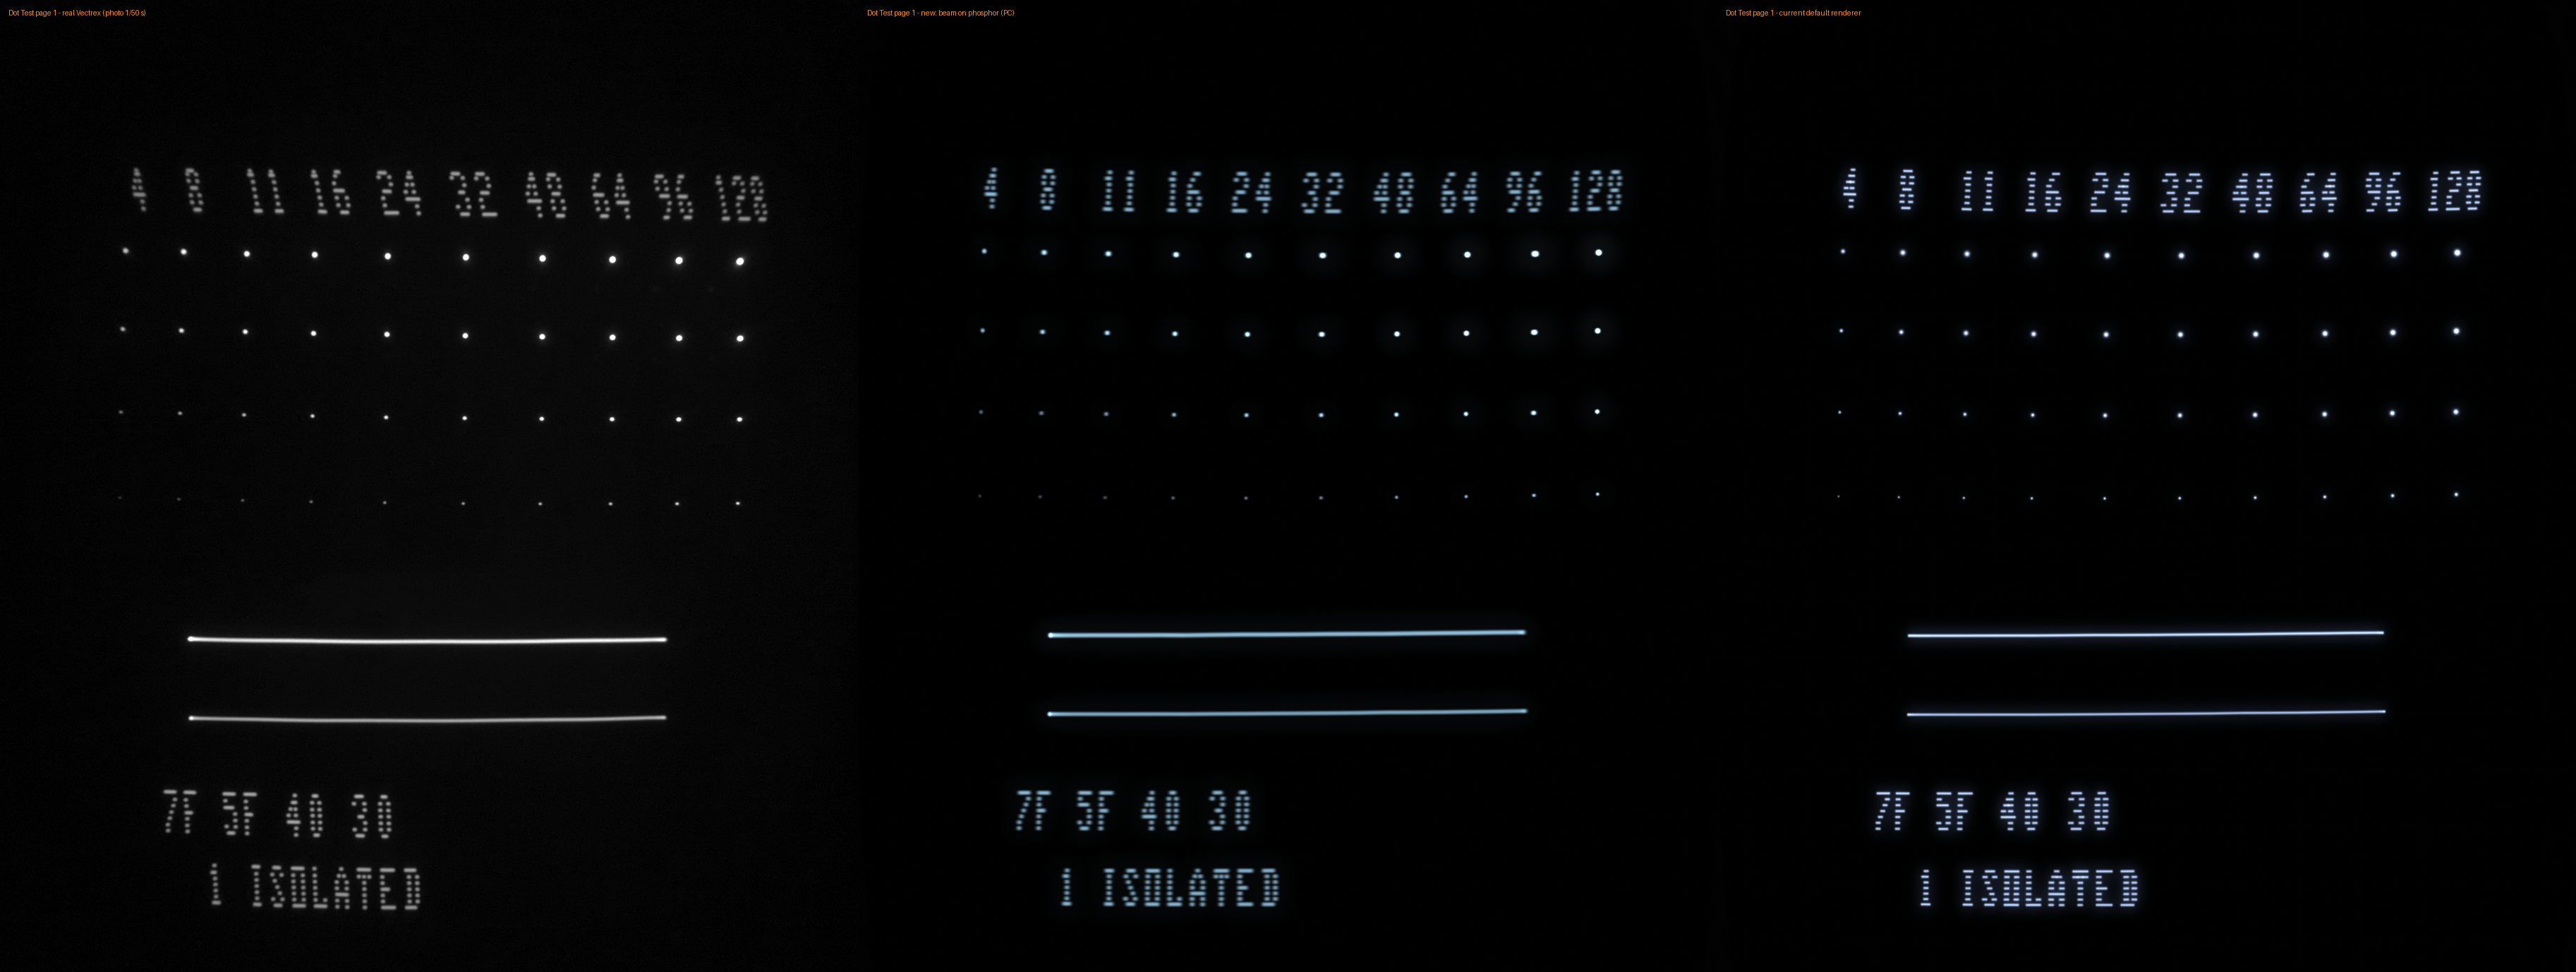 Dot Test page 1 - real Vectrex (photo 1/50 s)
Dot Test page 1 - new: beam on phosphor (PC)
Dot Test page 1 - current default renderer
4 8 11 16 24 32 48 64 96 128
7F 5F 40 30
1 ISOLATED
4 8 11 16 24 32 48 64 96 128
7F 5F 40 30
1 ISOLATED
4 8 11 16 24 32 48 64 96 128
7F 5F 40 30
1 ISOLATED